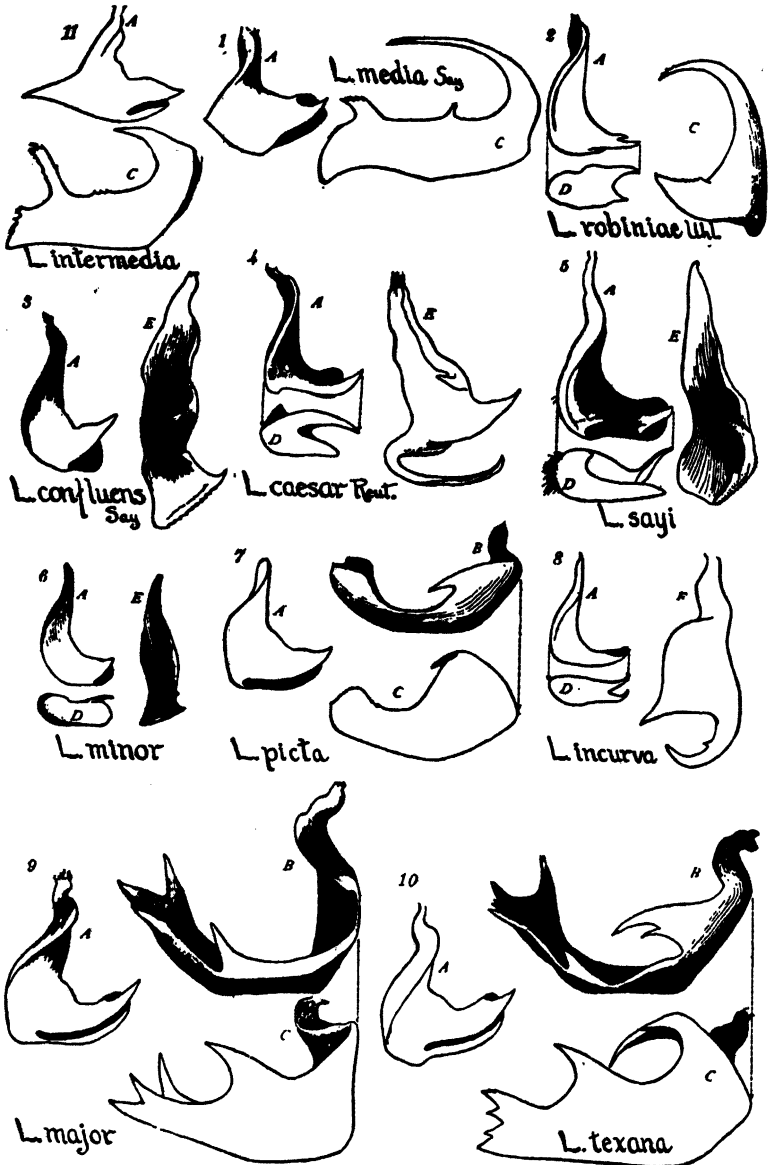 11 A
1 A
L. media Say
C
2 A
C
D
L. robiniae Uhl.
C
L. intermedia
3 A
E
L. confluens
Say
4 A
E
D
L. caesar Reut.
5 A
E
D
L. sayi
6 A
E
D
L. minor
7 A
B
C
L. picta
8 A
D
L. incurva
9 A
B
C
L. major
10 A
C
L. texana